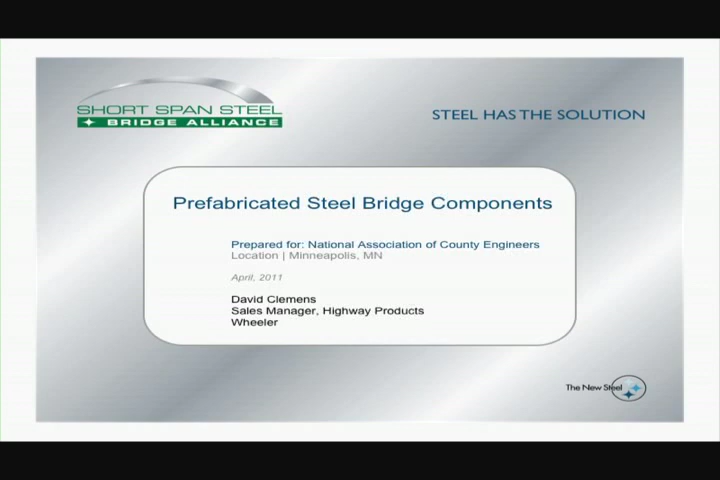 SHORT SPAN STEEL
BRIDGE ALLIANCE
STEEL HAS THE SOLUTION
Prefabricated Steel Bridge Components
Prepared for: National Association of County Engineers
Location | Minneapolis, MN
April, 2011
David Clemens
Sales Manager, Highway Products
Wheeler
The New Steel